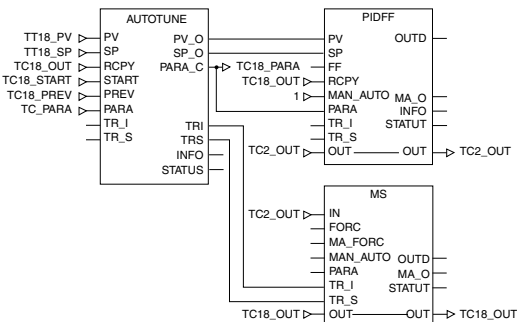 AUTOTUNE
TT18_PV PV PV_O
TT18_SP SP SP_O
TC18_OUT RCPY PARA_C
TC18_START START
TC18_PREV PREV
TC_PARA PARA
TR_I TRI
TR_S TRS
INFO
STATUS
PIDFF
PV OUTD
SP
TC18_PARA FF
TC18_OUT RCPY
1 MAN_AUTO MA_O
PARA INFO
TR_I STATUT
TR_S
TC2_OUT OUT OUT TC2_OUT
MS
TC2_OUT IN
FORC
MA_FORC
MAN_AUTO OUTD
PARA MA_O
TR_I STATUT
TR_S
TC18_OUT OUT OUT TC18_OUT